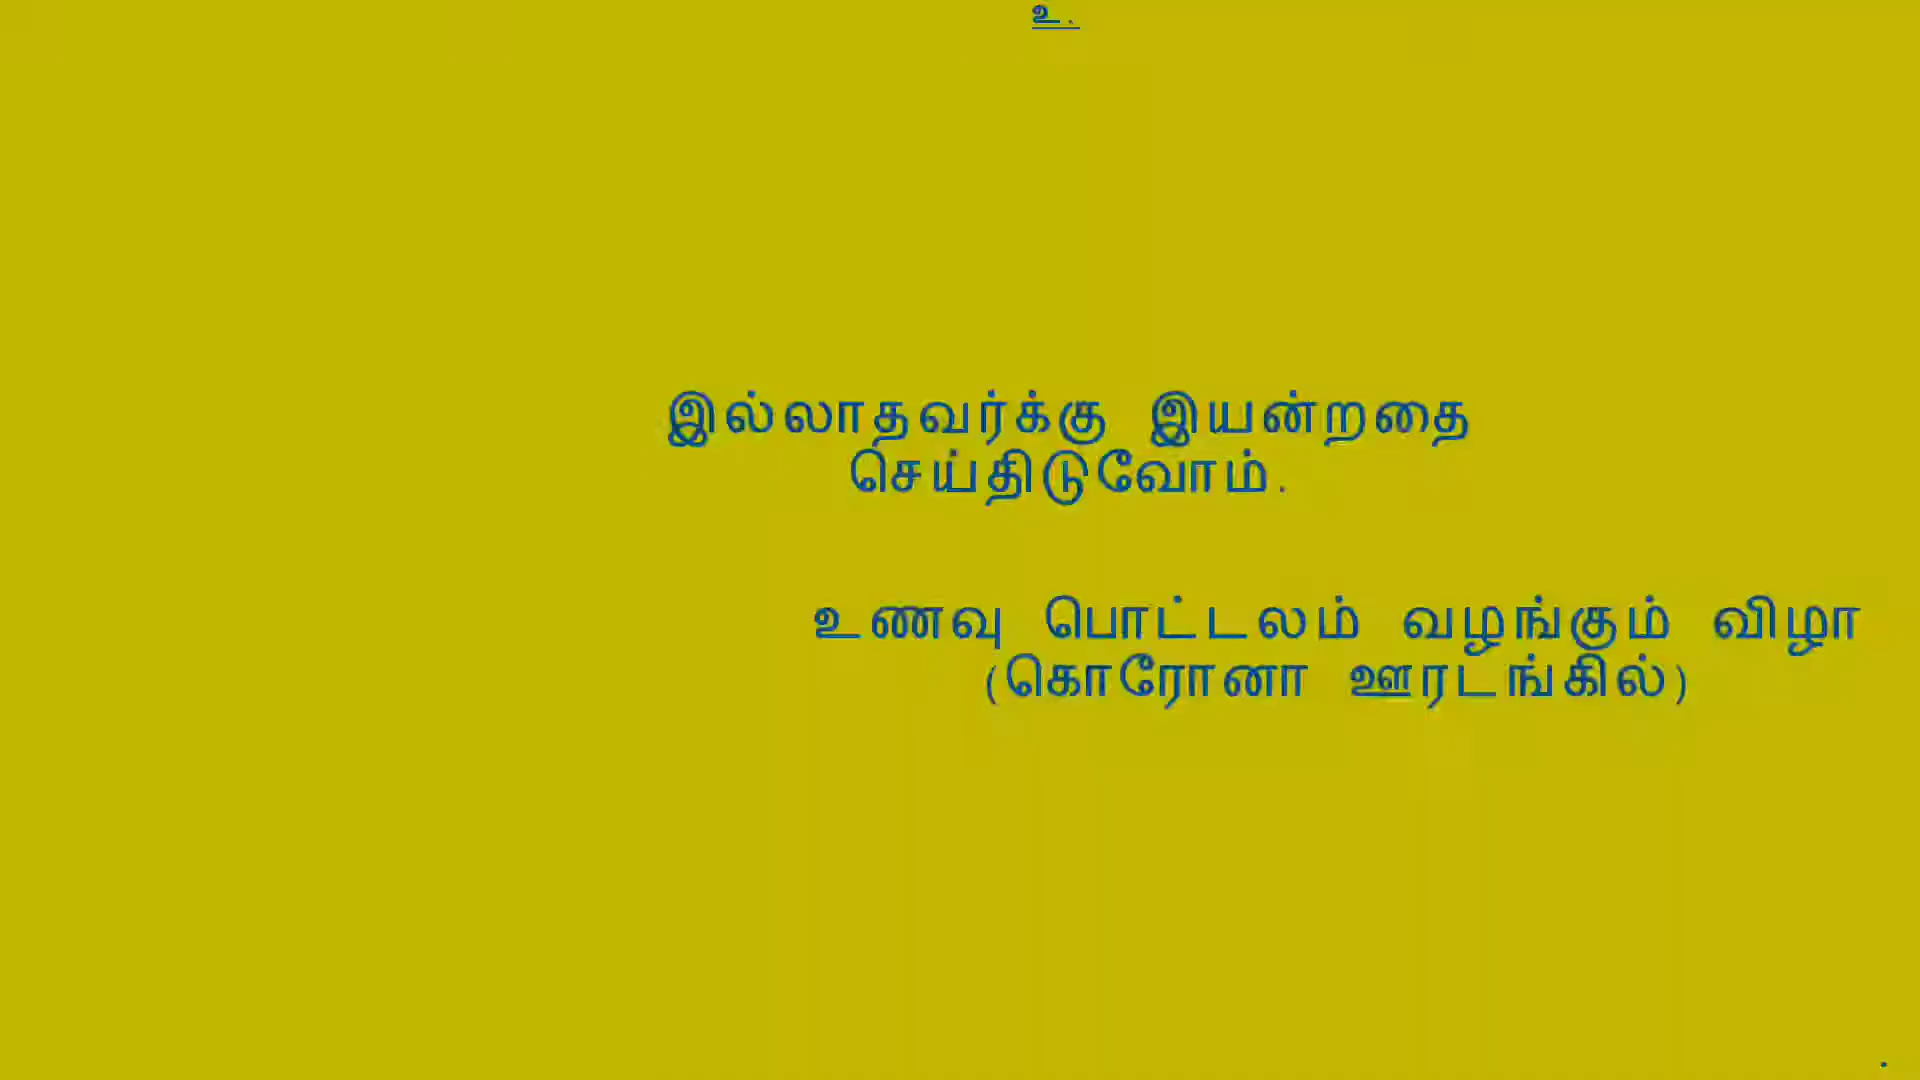 உ.
இல்லாதவர்க்கு இயன்றதை
செய்திடுவோம்.
உணவு பொட்டலம் வழங்கும் விழா
(கொரோனா ஊரடங்கில்)
.